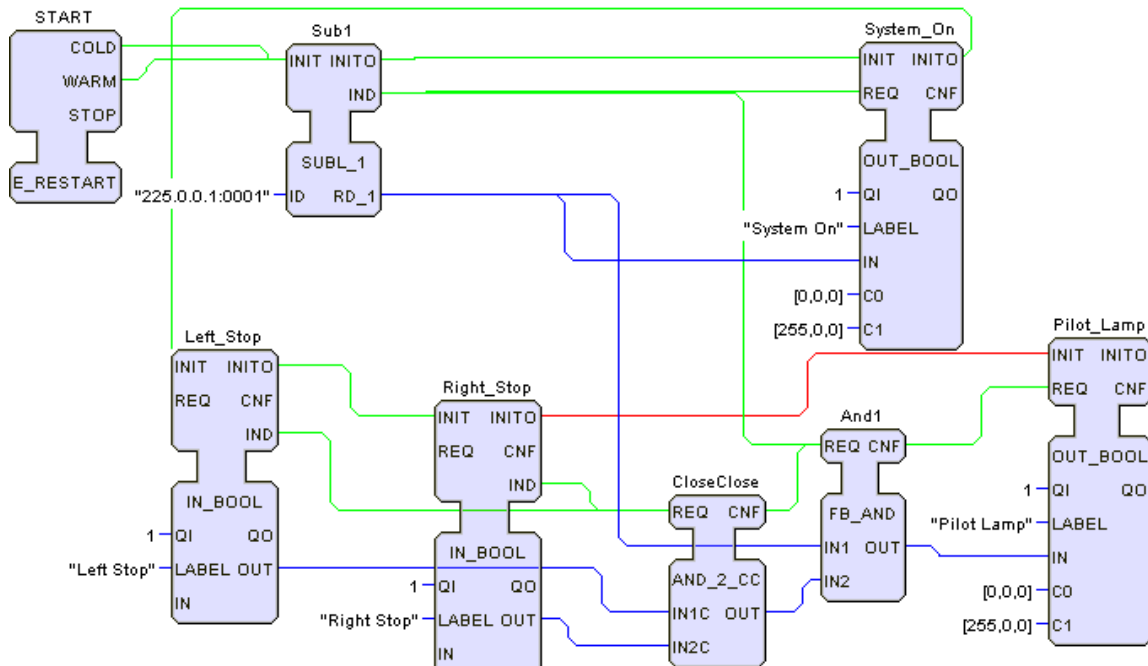 START
COLD
WARM
STOP
E_RESTART
Sub1
INIT INITO
IND
SUBL_1
"225.0.0.1:0001" ID RD_1
System_On
INIT INITO
REQ CNF
OUT_BOOL
1 QI QO
"System On" LABEL
IN
[0,0,0] C0
[255,0,0] C1
Left_Stop
INIT INITO
REQ CNF
IND
IN_BOOL
1 QI QO
"Left Stop" LABEL OUT
IN
Right_Stop
INIT INITO
REQ CNF
IND
IN_BOOL
1 QI QO
"Right Stop" LABEL OUT
IN
CloseClose
REQ CNF
AND_2_CC
IN1C OUT
IN2C
And1
REQ CNF
FB_AND
IN1 OUT
IN2
Pilot_Lamp
INIT INITO
REQ CNF
OUT_BOOL
1 QI QO
"Pilot Lamp" LABEL
IN
[0,0,0] C0
[255,0,0] C1